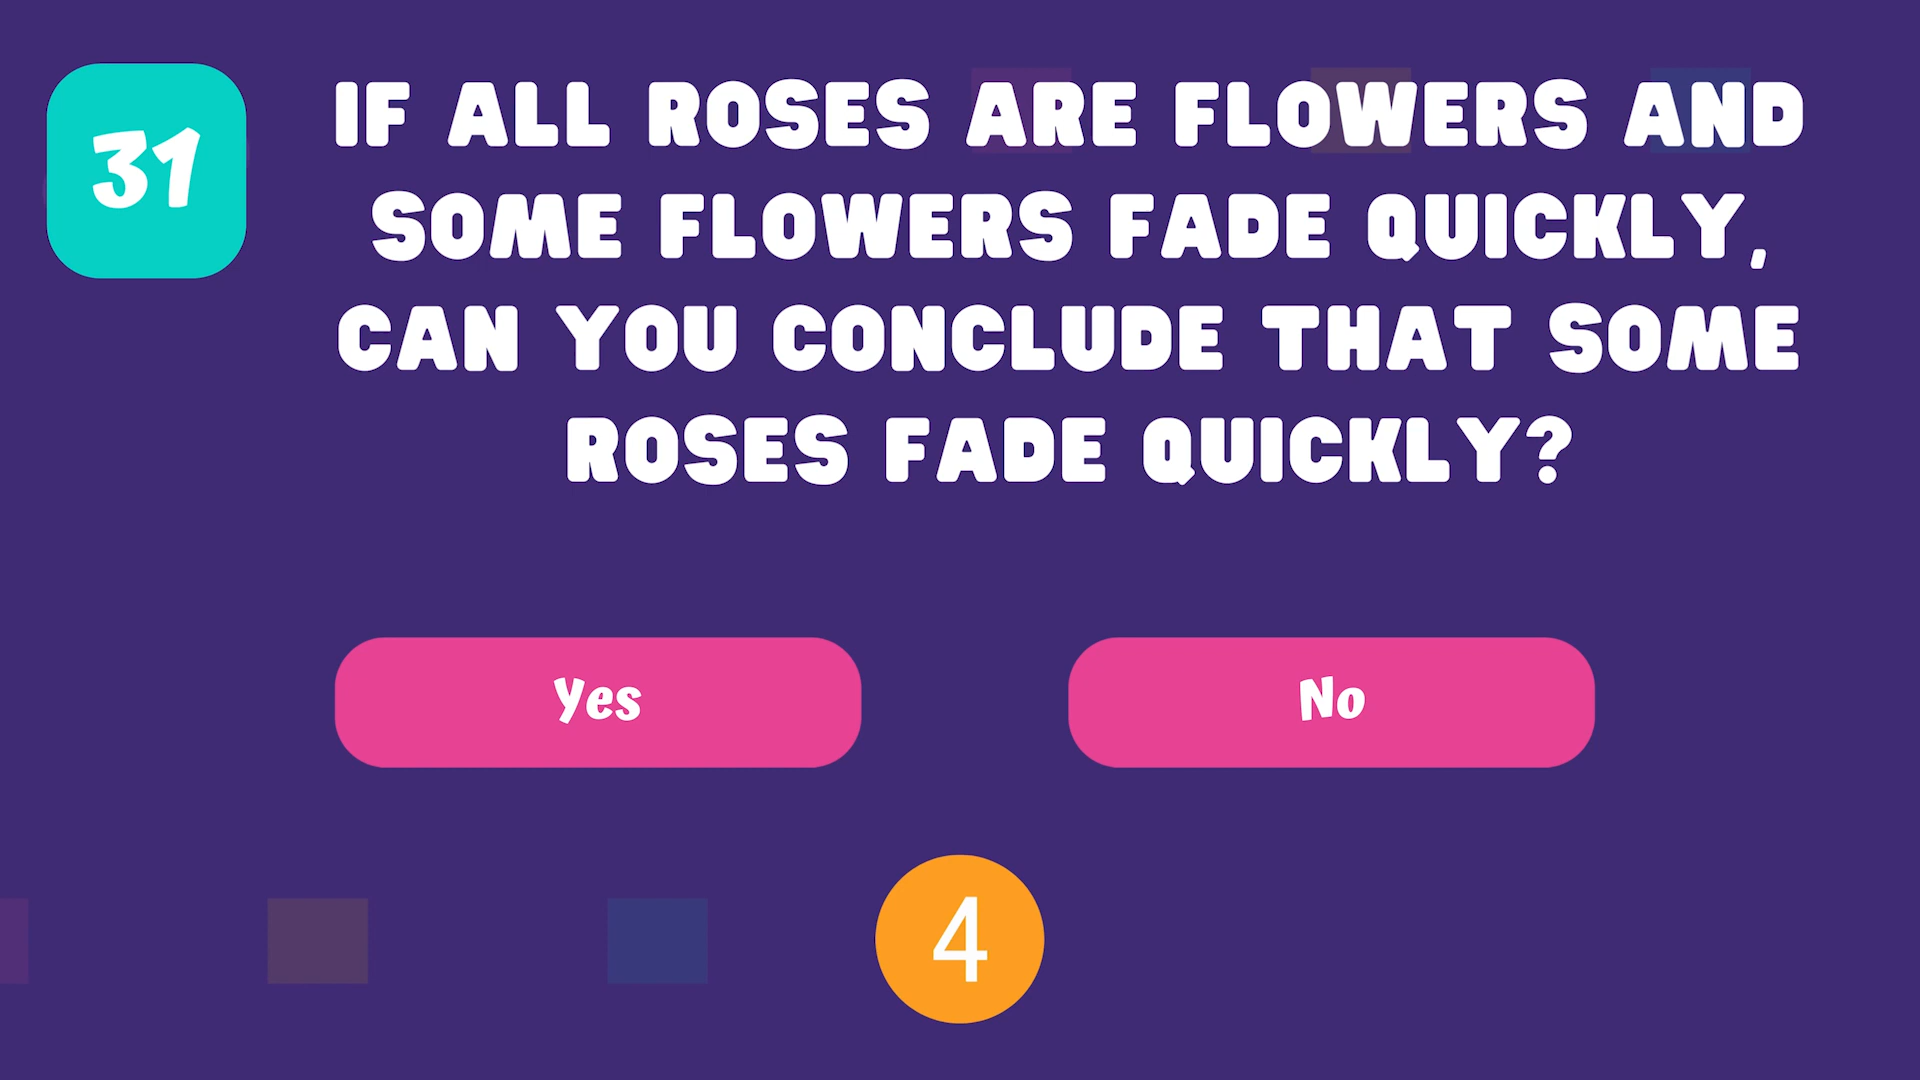 31
IF ALL ROSES ARE FLOWERS AND
SOME FLOWERS FADE QUICKLY,
CAN YOU CONCLUDE THAT SOME
ROSES FADE QUICKLY?
Yes
No
4